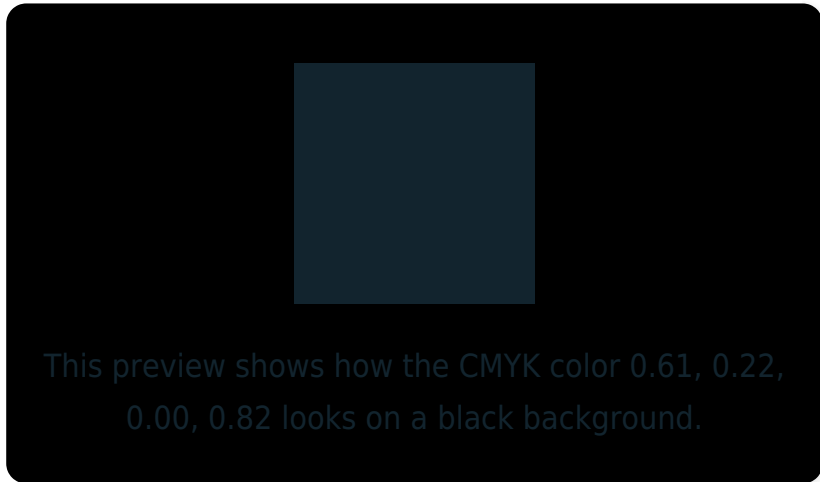 This preview shows how the CMYK color 0.61, 0.22,
0.00, 0.82 looks on a black background.